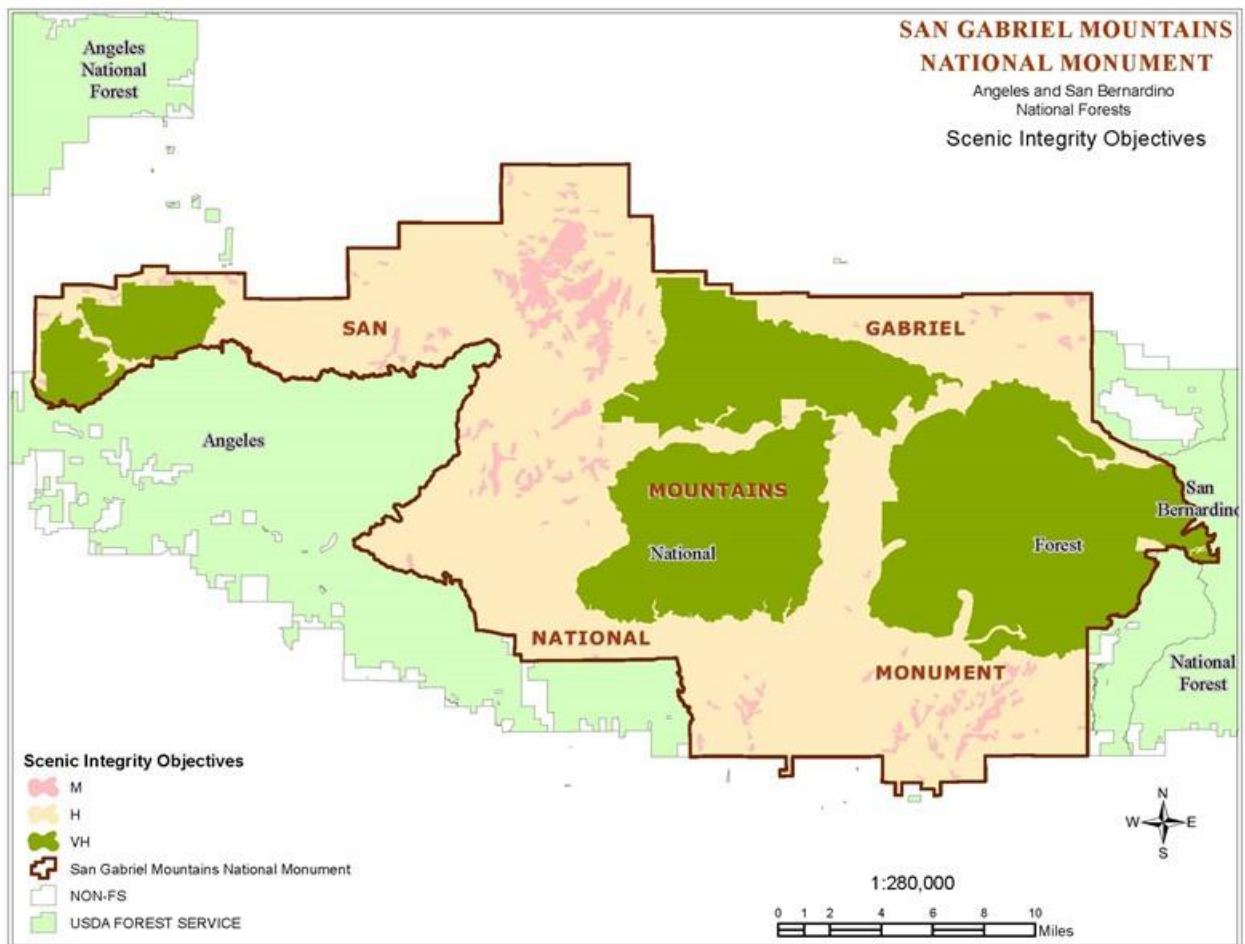 Angeles
National
Forest
SAN GABRIEL MOUNTAINS
NATIONAL MONUMENT
Angeles and San Bernardino
National Forests
Scenic Integrity Objectives
SAN
GABRIEL
Angeles
MOUNTAINS
San
Bernardino
National
Forest
NATIONAL
MONUMENT
National
Forest
Scenic Integrity Objectives
M
H
VH
San Gabriel Mountains National Monument
NON-FS
USDA FOREST SERVICE
N
W E
S
1:280,000
0 1 2 4 6 8 10
Miles